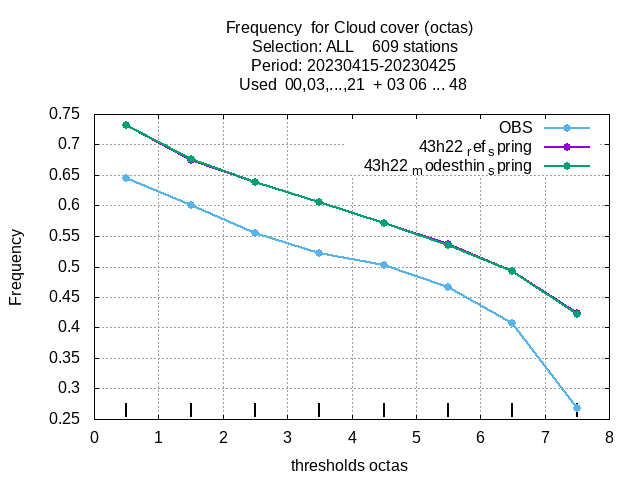 Frequency  for Cloud cover (octas)
Selection: ALL    609 stations
Period: 20230415-20230425
Used  00,03,...,21  + 03 06 ... 48
0.75
0.7
0.65
0.6
0.55
0.5
0.45
0.4
0.35
0.3
0.25
Frequency
OBS
43h22 ref spring
43h22 modesthin spring
0 1 2 3 4 5 6 7 8
thresholds octas